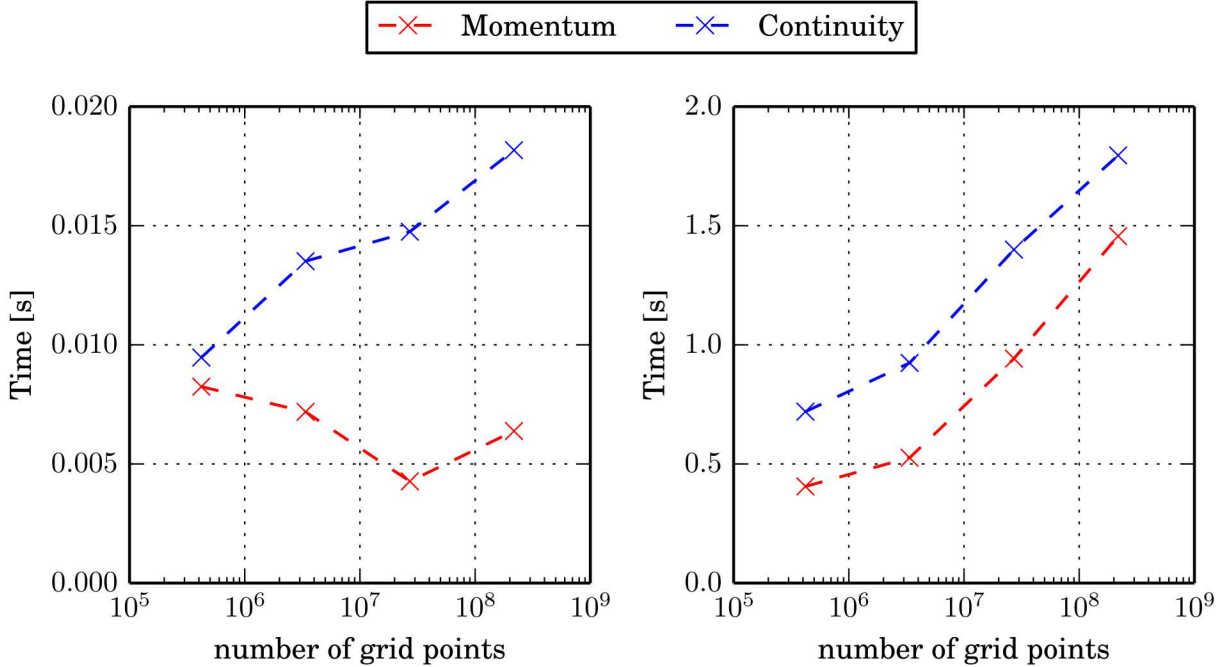 Momentum Continuity
0.020
0.015
0.010
0.005
0.000
Time [s]
10^5 10^6 10^7 10^8 10^9
number of grid points
2.0
1.5
1.0
0.5
0.0
Time [s]
10^5 10^6 10^7 10^8 10^9
number of grid points